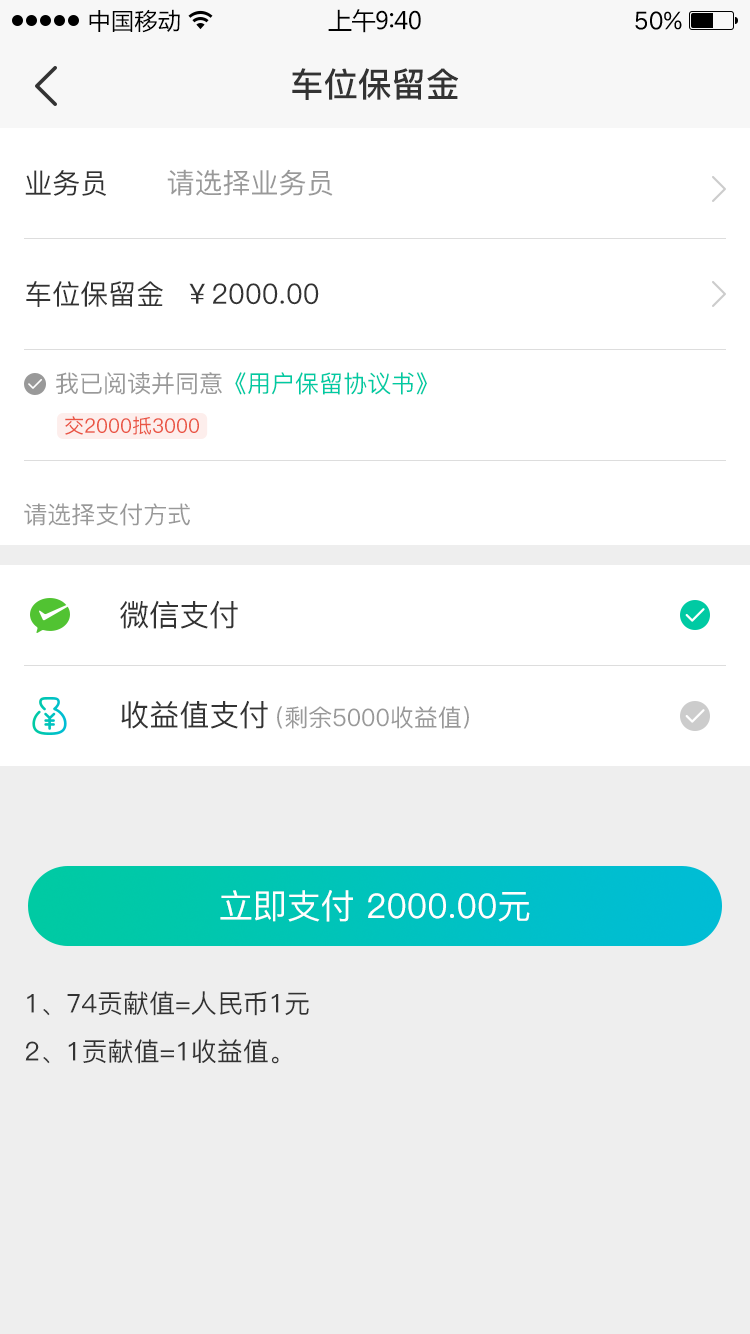 中国移动 上午9:40 50%
车位保留金
业务员 请选择业务员
车位保留金 ¥ 2000.00
我已阅读并同意《用户保留协议书》
交2000抵3000
请选择支付方式
微信支付
收益值支付 (剩余5000收益值)
立即支付 2000.00元
1、74贡献值=人民币1元
2、1贡献值=1收益值。